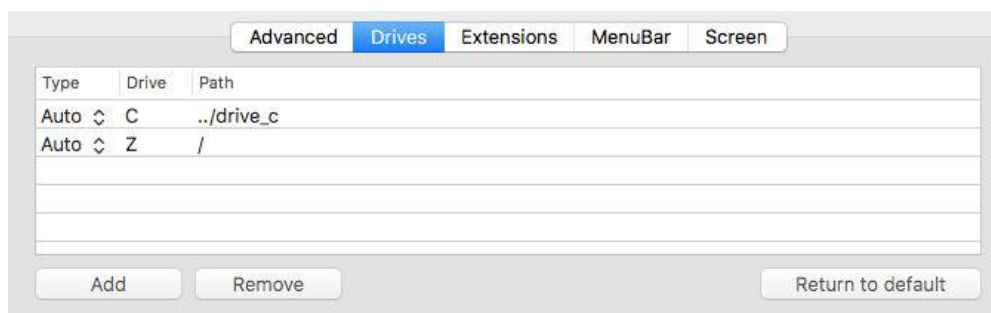 Advanced Drives Extensions MenuBar Screen
Type Drive Path
Auto C ../drive_c
Auto Z /
Add Remove Return to default